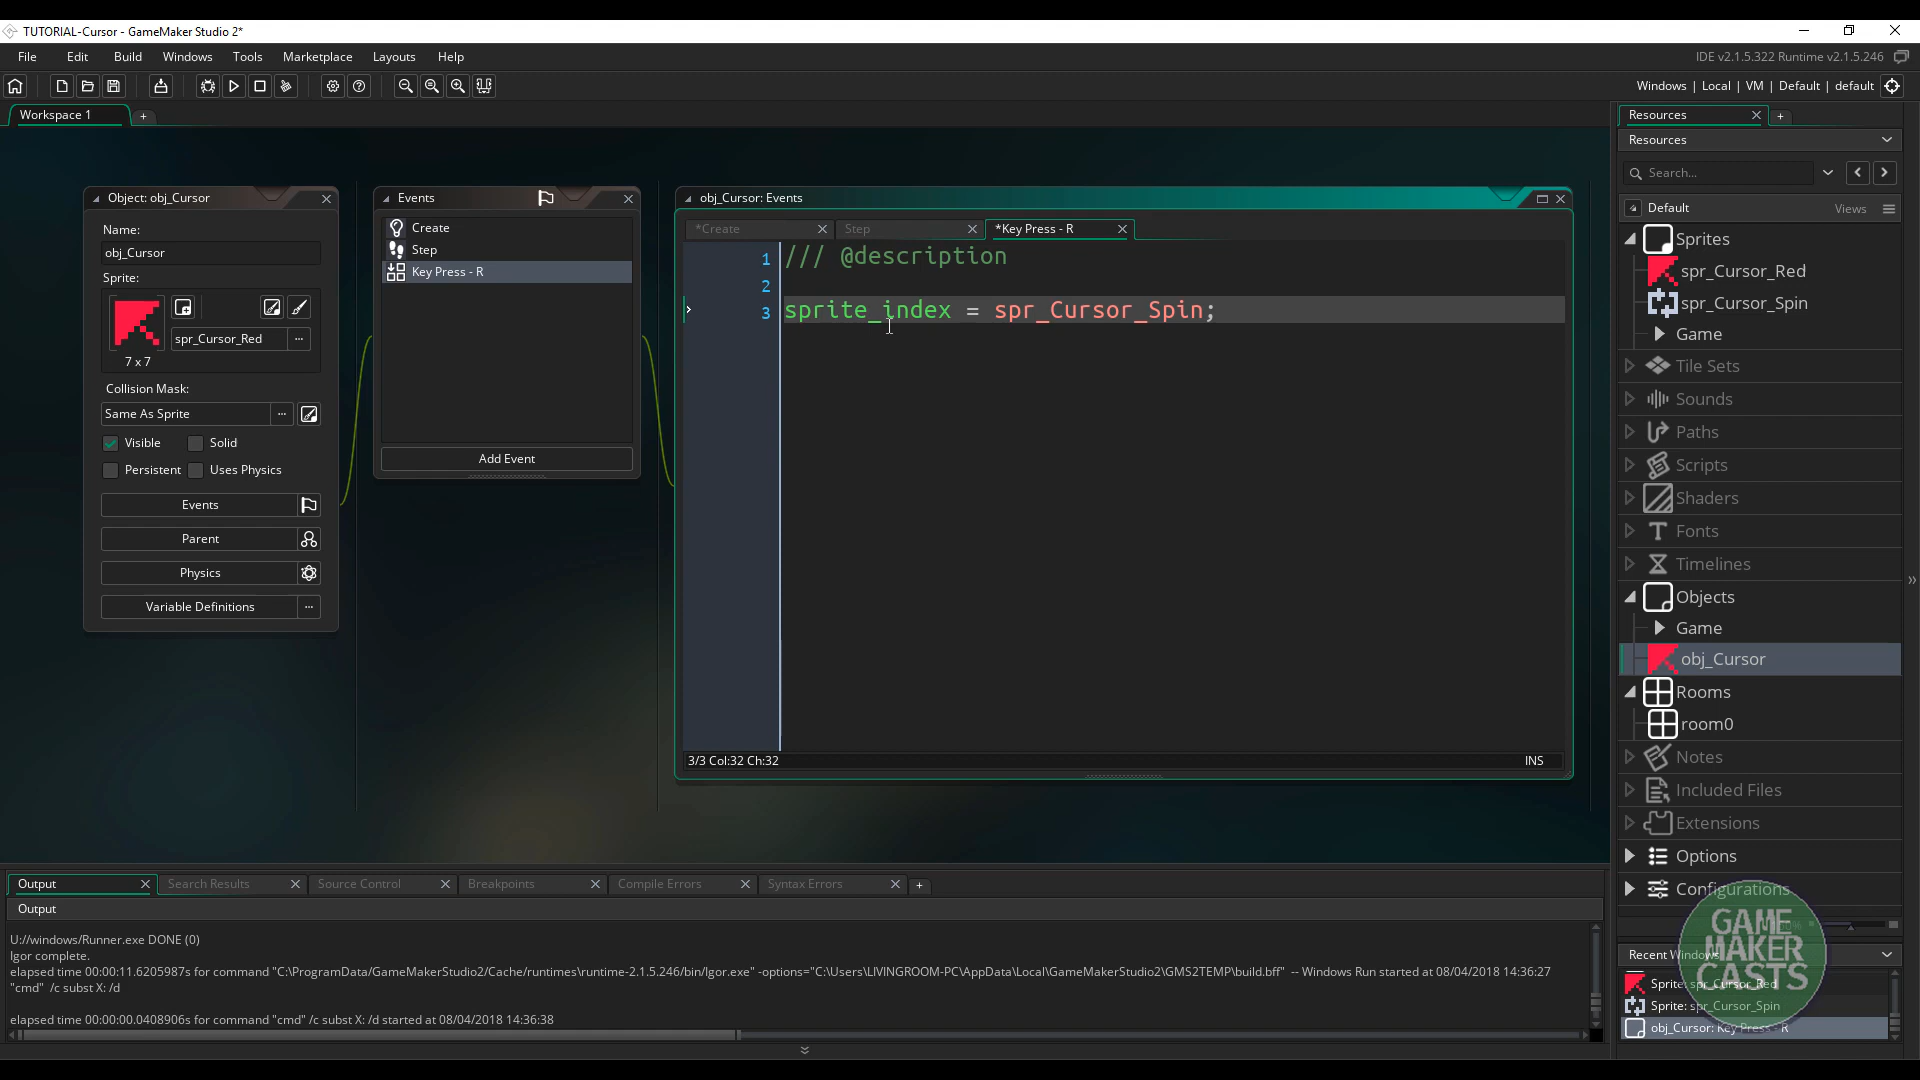 TUTORIAL-Cursor - GameMaker Studio 2*
File Edit Build Windows Tools Marketplace Layouts Help
IDE v2.1.5.322 Runtime v2.1.5.246
Windows | Local | VM | Default | default
Workspace 1
Object: obj_Cursor
Name:
obj_Cursor
Sprite:
spr_Cursor_Red
7 x 7
Collision Mask:
Same As Sprite
Visible Solid
Persistent Uses Physics
Events
Parent
Physics
Variable Definitions
Events
Create
Step
Key Press - R
Add Event
obj_Cursor: Events
*Create Step *Key Press - R
1 /// @description
2
3 sprite_index = spr_Cursor_Spin;
3/3 Col:32 Ch:32 INS
Resources
Resources
Search...
Default Views
Sprites
spr_Cursor_Red
spr_Cursor_Spin
Game
Tile Sets
Sounds
Paths
Scripts
Shaders
Fonts
Timelines
Objects
Game
obj_Cursor
Rooms
room0
Notes
Included Files
Extensions
Options
Configurations
Recent Windows
Sprite: spr_Cursor_Red
Sprite: spr_Cursor_Spin
obj_Cursor: Key Press - R
GAME
MAKER
CASTS
Output Search Results Source Control Breakpoints Compile Errors Syntax Errors
Output
U://windows/Runner.exe DONE (0)
Igor complete.
elapsed time 00:00:11.6205987s for command "C:\ProgramData/GameMakerStudio2/Cache/runtimes\runtime-2.1.5.246/bin/Igor.exe" -options="C:\Users\LIVINGROOM-PC\AppData\Local\GameMakerStudio2\GMS2TEMP\build.bff" -- Windows Run started at 08/04/2018 14:36:27
"cmd" /c subst X: /d
elapsed time 00:00:00.0408906s for command "cmd" /c subst X: /d started at 08/04/2018 14:36:38